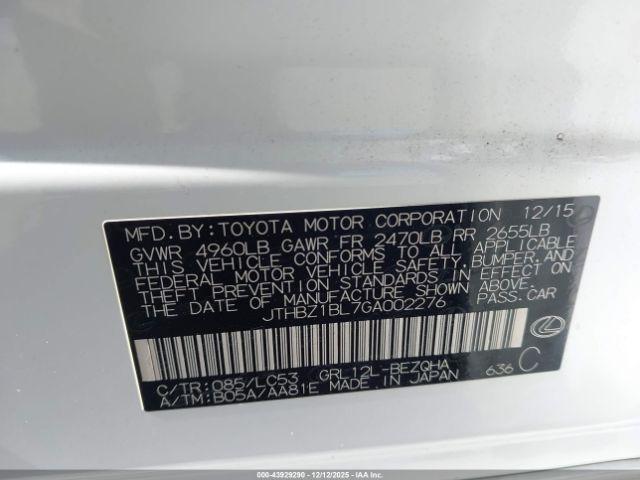 MFD. BY: TOYOTA MOTOR CORPORATION 12/15
GVWR 4960LB GAWR FR 2470LB RR 2655LB
THIS VEHICLE CONFORMS TO ALL APPLICABLE
FEDERAL MOTOR VEHICLE SAFETY, BUMPER, AND
THEFT PREVENTION STANDARDS IN EFFECT ON
THE DATE OF MANUFACTURE SHOWN ABOVE.
JTHBZ1BL7GA002276 PASS. CAR
C/TR: 085/LC53 GRL12L-BEZQHA
A/TM: B05A/AA81E MADE IN JAPAN 636 C
000-43929290 - 12/12/2025 - IAAI.COM